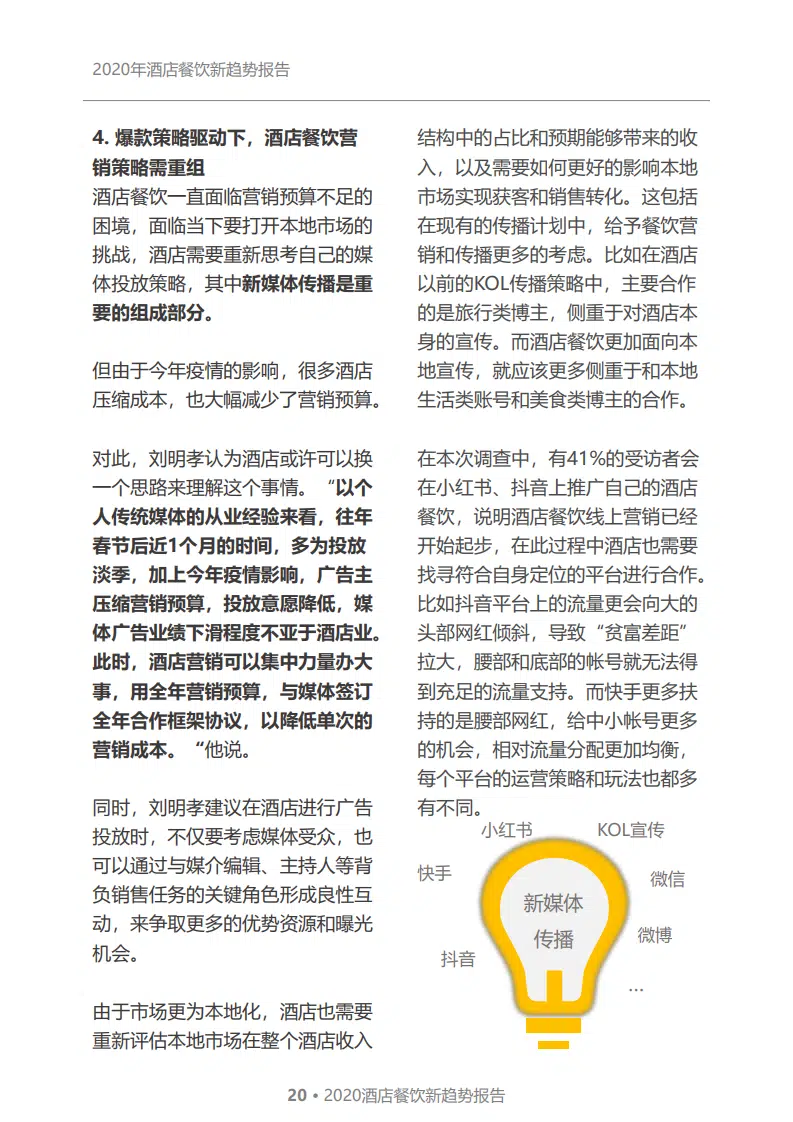 2020年酒店餐饮新趋势报告
4. 爆款策略驱动下，酒店餐饮营
销策略需重组
酒店餐饮一直面临营销预算不足的
困境，面临当下要打开本地市场的
挑战，酒店需要重新思考自己的媒
体投放策略，其中新媒体传播是重
要的组成部分。
但由于今年疫情的影响，很多酒店
压缩成本，也大幅减少了营销预算。
对此，刘明孝认为酒店或许可以换
一个思路来理解这个事情。“以个
人传统媒体的从业经验来看，往年
春节后近1个月的时间，多为投放
淡季，加上今年疫情影响，广告主
压缩营销预算，投放意愿降低，媒
体广告业绩下滑程度不亚于酒店业。
此时，酒店营销可以集中力量办大
事，用全年营销预算，与媒体签订
全年合作框架协议，以降低单次的
营销成本。“他说。
同时，刘明孝建议在酒店进行广告
投放时，不仅要考虑媒体受众，也
可以通过与媒介编辑、主持人等背
负销售任务的关键角色形成良性互
动，来争取更多的优势资源和曝光
机会。
由于市场更为本地化，酒店也需要
重新评估本地市场在整个酒店收入
结构中的占比和预期能够带来的收
入，以及需要如何更好的影响本地
市场实现获客和销售转化。这包括
在现有的传播计划中，给予餐饮营
销和传播更多的考虑。比如在酒店
以前的KOL传播策略中，主要合作
的是旅行类博主，侧重于对酒店本
身的宣传。而酒店餐饮更加面向本
地宣传，就应该更多侧重于和本地
生活类账号和美食类博主的合作。
在本次调查中，有41%的受访者会
在小红书、抖音上推广自己的酒店
餐饮，说明酒店餐饮线上营销已经
开始起步，在此过程中酒店也需要
找寻符合自身定位的平台进行合作。
比如抖音平台上的流量更会向大的
头部网红倾斜，导致“贫富差距”
拉大，腰部和底部的帐号就无法得
到充足的流量支持。而快手更多扶
持的是腰部网红，给中小帐号更多
的机会，相对流量分配更加均衡，
每个平台的运营策略和玩法也都多
有不同。
小红书
KOL宣传
快手
微信
新媒体
传播
微博
抖音
...
20 • 2020酒店餐饮新趋势报告